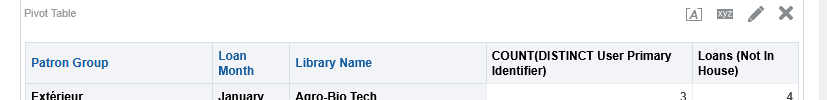 Pivot Table
[A] xyz
Patron Group
Loan
Month
Library Name
COUNT(DISTINCT User Primary
Identifier)
Loans (Not In
House)
Extérieur January Agro-Bio Tech 3 4